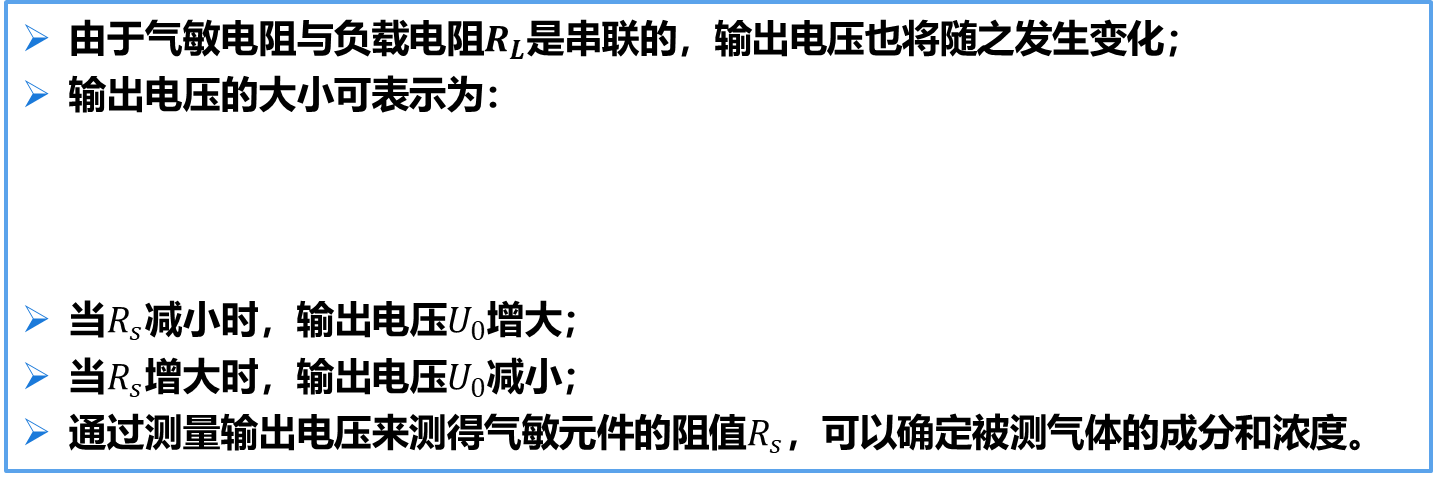 ➢ 由于气敏电阻与负载电阻R_L是串联的，输出电压也将随之发生变化；
➢ 输出电压的大小可表示为：
➢ 当R_s减小时，输出电压U_0增大；
➢ 当R_s增大时，输出电压U_0减小；
➢ 通过测量输出电压来测得气敏元件的阻值R_s，可以确定被测气体的成分和浓度。